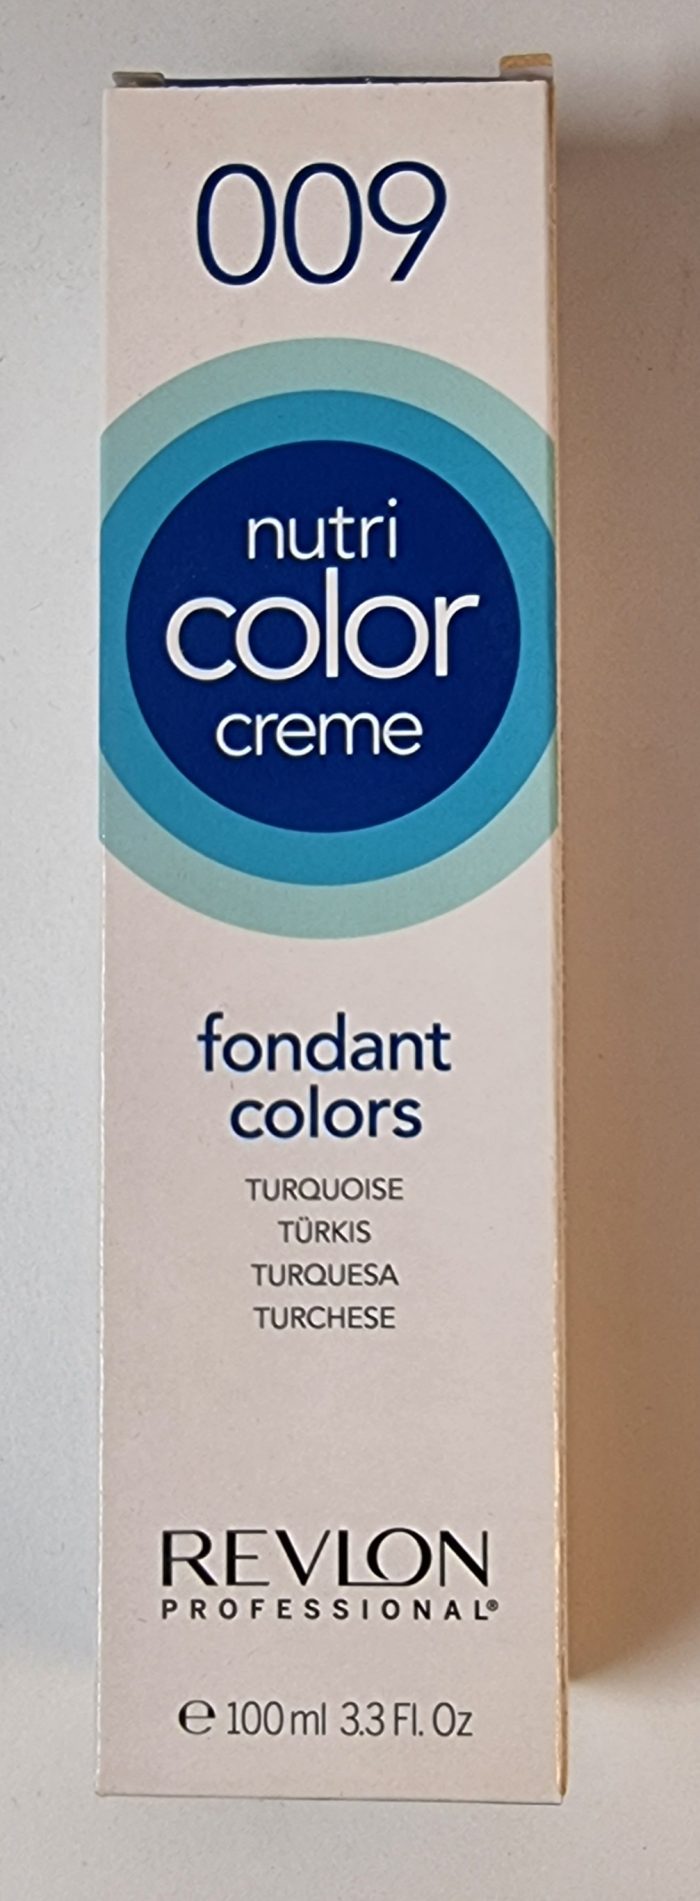 009
nutri
color
creme
fondant
colors
TURQUOISE
TÜRKIS
TURQUESA
TURCHESE
REVLON
PROFESSIONAL®
℮ 100 ml 3.3 Fl. Oz